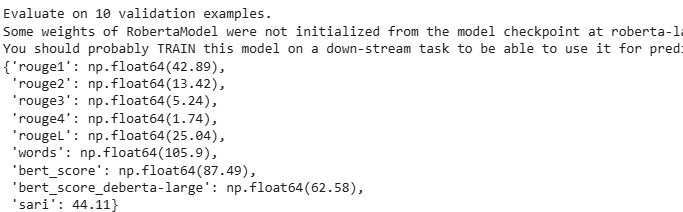 Evaluate on 10 validation examples.
Some weights of RobertaModel were not initialized from the model checkpoint at
You should probably TRAIN this model on a down-stream task to be able to use it for
{'rouge1': np.float64(42.89),
 'rouge2': np.float64(13.42),
 'rouge3': np.float64(5.24),
 'rouge4': np.float64(1.74),
 'rougeL': np.float64(25.04),
 'words': np.float64(105.9),
 'bert_score': np.float64(87.49),
 'bert_score_deberta-large': np.float64(62.58),
 'sari': 44.11}